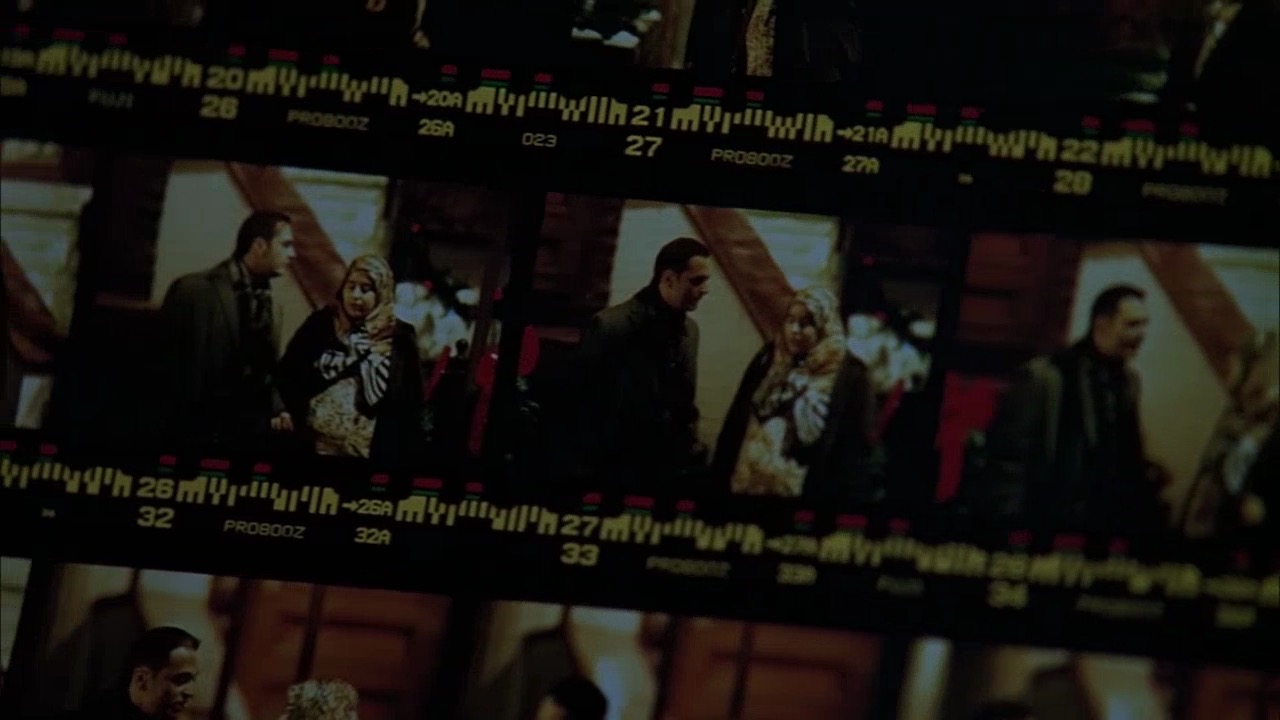 20 →20A 21 →21A 22
26 PRO800Z 26A 023 27 PRO800Z 27A 28 PRO800Z
26 →26A 27
32 PRO800Z 32A 33 PRO800Z 33A 34